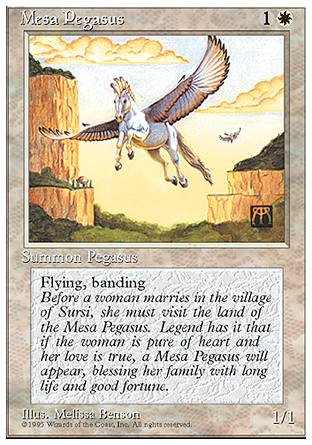 Mesa Pegasus 1
Summon Pegasus
Flying, banding
Before a woman marries in the village
of Sursi, she must visit the land of
the Mesa Pegasus. Legend has it that
if the woman is pure of heart and
her love is true, a Mesa Pegasus will
appear, blessing her family with long
life and good fortune.
Illus. Melissa Benson
©1995 Wizards of the Coast, Inc. All rights reserved.
1/1